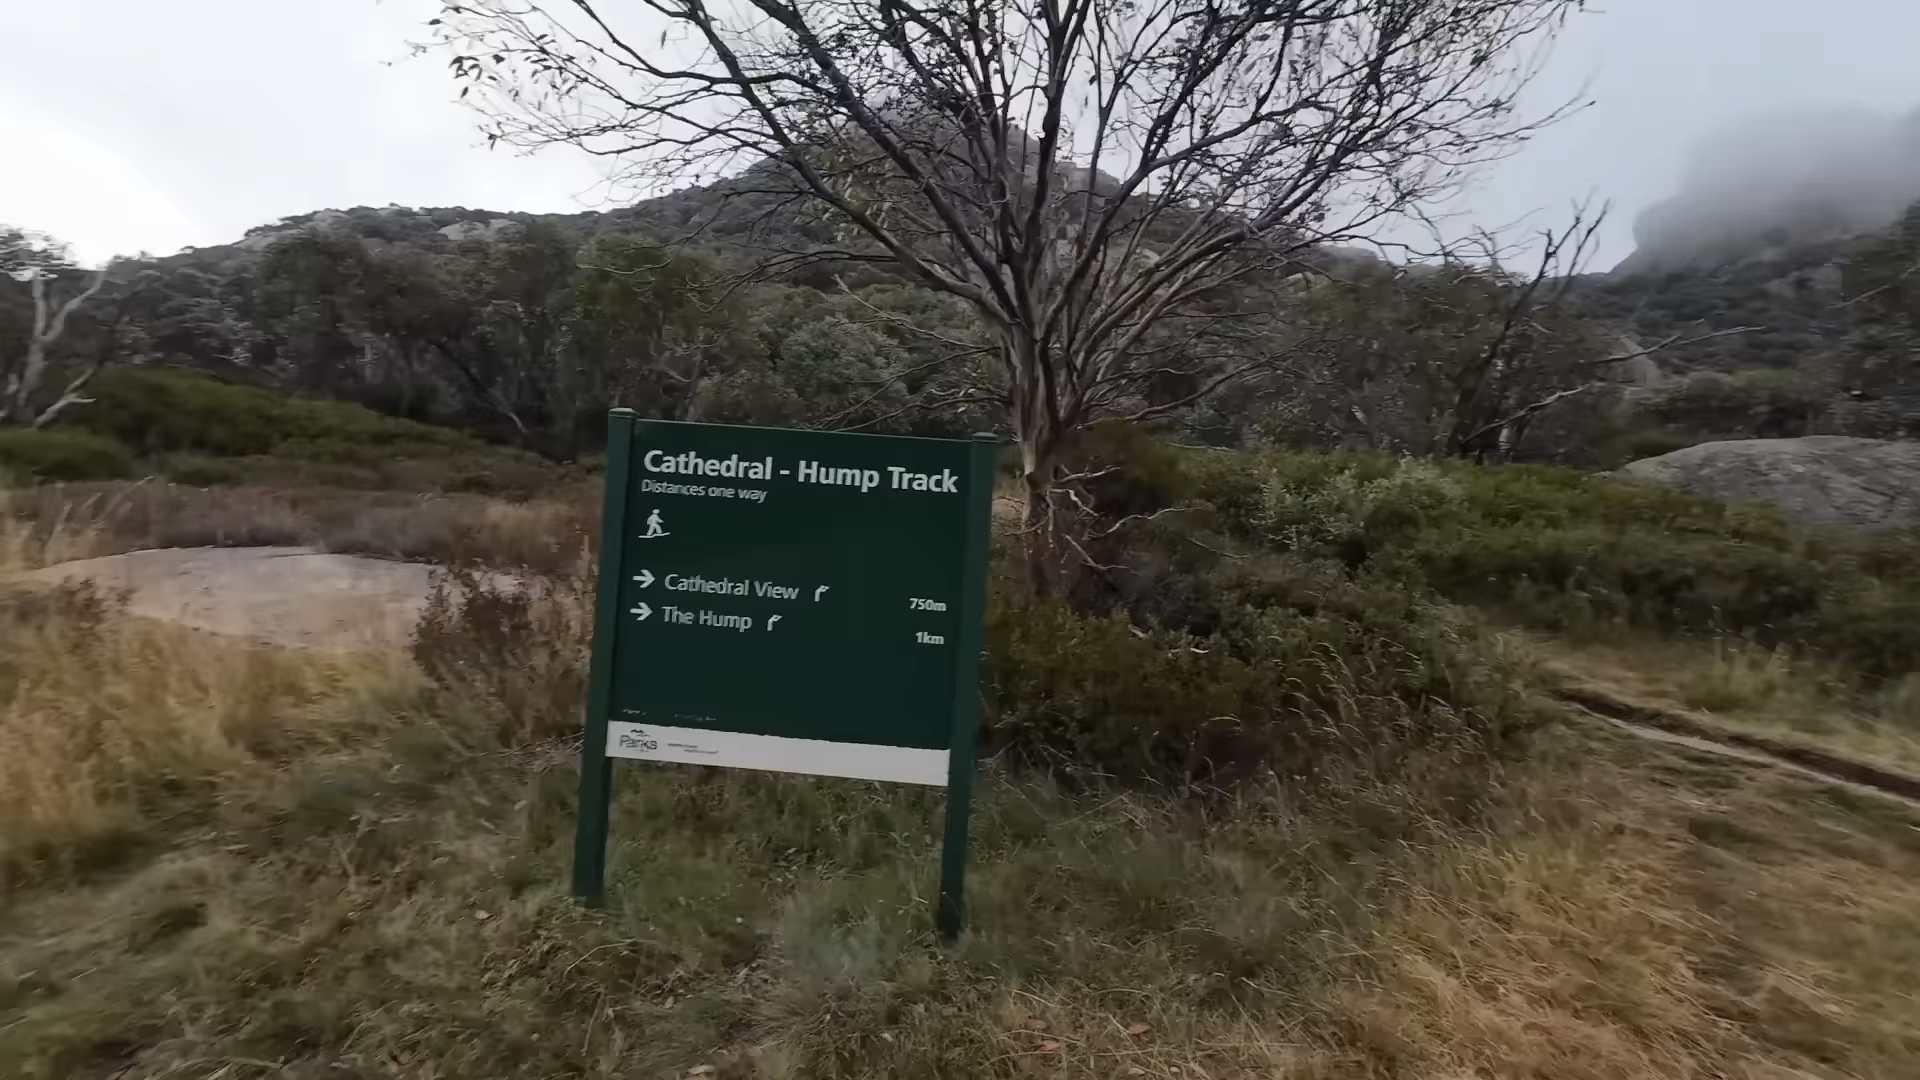 Cathedral - Hump Track
Distances one way
Cathedral View 750m
The Hump 1km
Parks